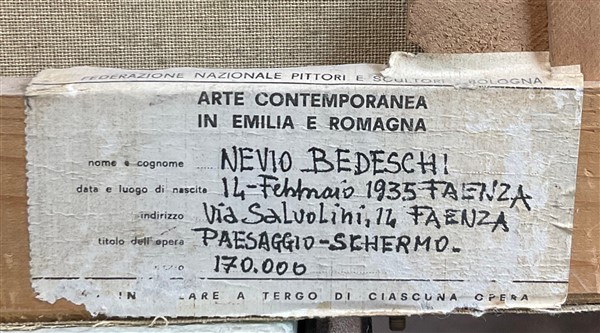 FEDERAZIONE NAZIONALE PITTORI E SCULTORI BOLOGNA
ARTE CONTEMPORANEA
IN EMILIA E ROMAGNA
nome e cognome NEVIO BEDESCHI
data e luogo di nascita 14-Febbraio 1935 FAENZA
indirizzo Via Salvolini, 14 FAENZA
titolo dell'opera PAESAGGIO-SCHERMO.
170.000
LARE A TERGO DI CIASCUNA OPERA